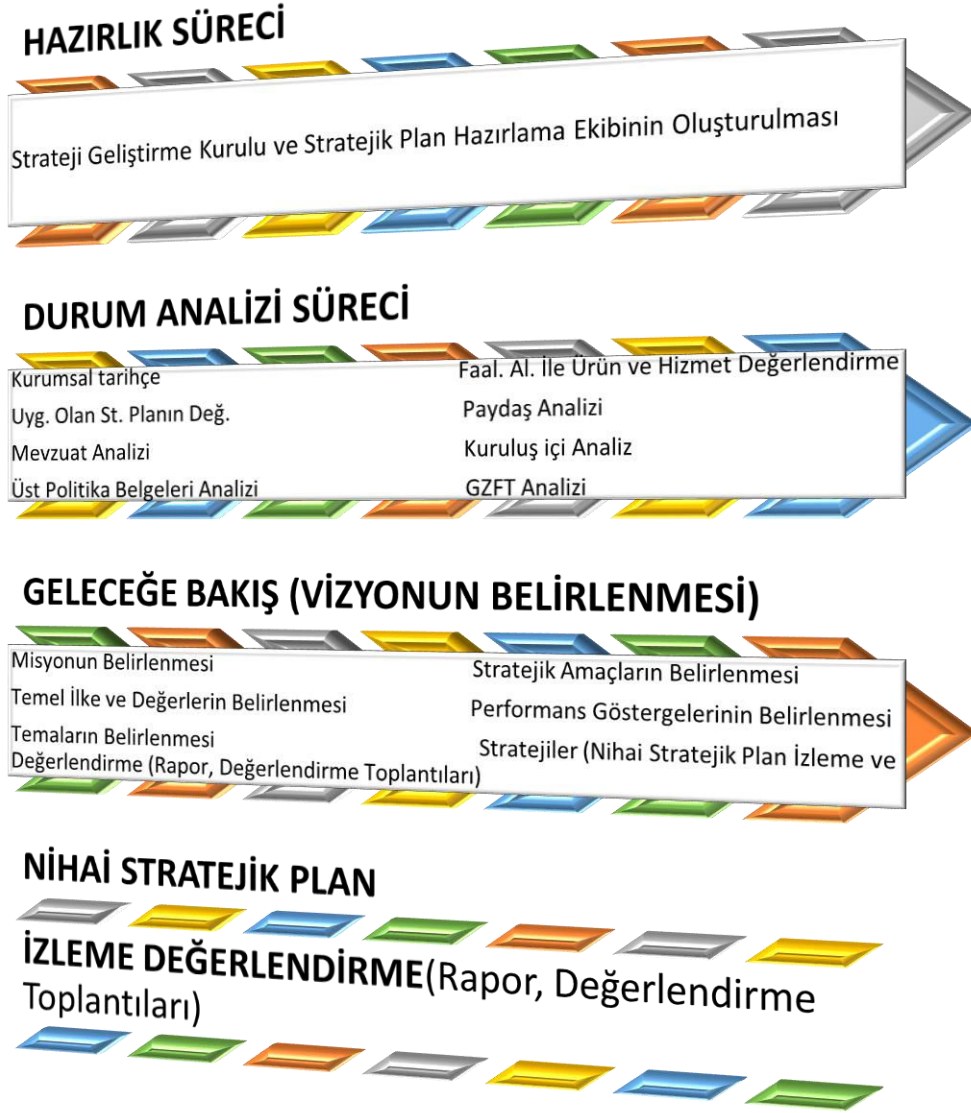 HAZIRLIK SÜRECİ
Strateji Geliştirme Kurulu ve Stratejik Plan Hazırlama Ekibinin Oluşturulması
DURUM ANALİZİ SÜRECİ
Kurumsal tarihçe
Faal. Al. İle Ürün ve Hizmet Değerlendirme
Uyg. Olan St. Planın Değ.
Paydaş Analizi
Mevzuat Analizi
Kuruluş içi Analiz
Üst Politika Belgeleri Analizi
GZFT Analizi
GELECEĞE BAKIŞ (VİZYONUN BELİRLENMESİ)
Misyonun Belirlenmesi
Stratejik Amaçların Belirlenmesi
Temel İlke ve Değerlerin Belirlenmesi
Performans Göstergelerinin Belirlenmesi
Temaların Belirlenmesi
Stratejiler (Nihai Stratejik Plan İzleme ve
Değerlendirme (Rapor, Değerlendirme Toplantıları)
NİHAİ STRATEJİK PLAN
İZLEME DEĞERLENDİRME(Rapor, Değerlendirme
Toplantıları)